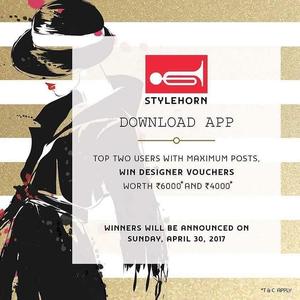 STYLEHORN
DOWNLOAD APP
TOP TWO USERS WITH MAXIMUM POSTS,
WIN DESIGNER VOUCHERS
WORTH ₹6000* AND ₹4000*
WINNERS WILL BE ANNOUNCED ON
SUNDAY, APRIL 30, 2017
*T & C APPLY